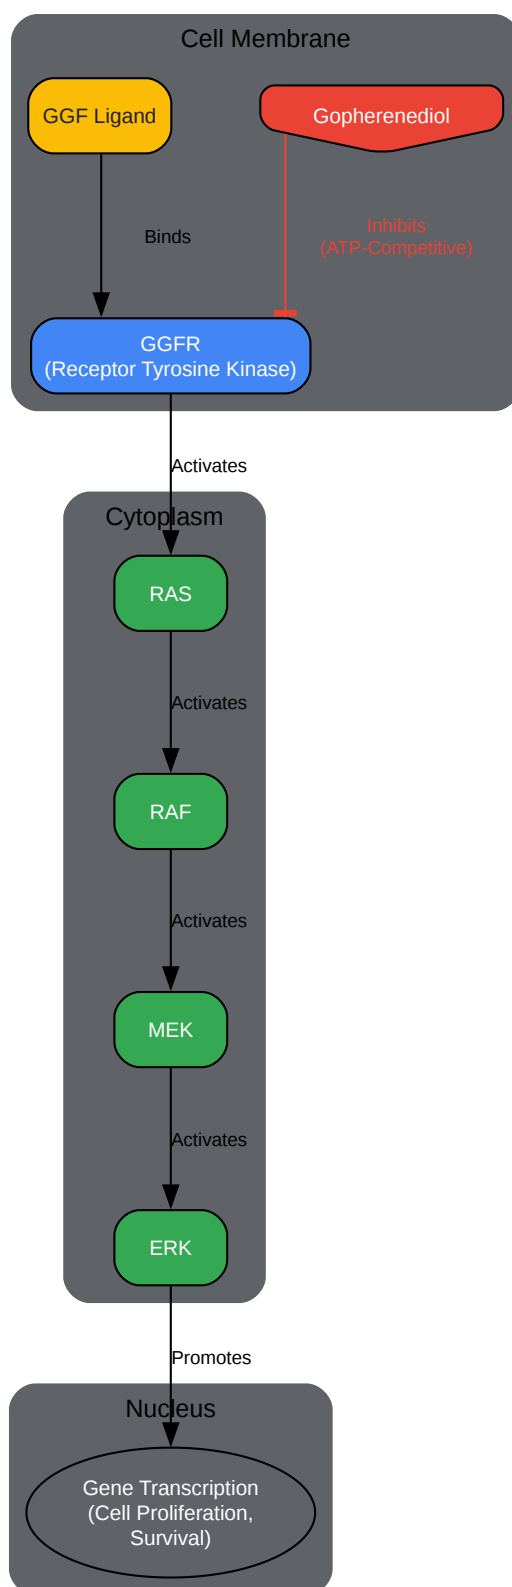 Cell Membrane
GGF Ligand
Gopherenediol
Binds
Inhibits
(ATP-Competitive)
GGFR
(Receptor Tyrosine Kinase)
Activates
Cytoplasm
RAS
Activates
RAF
Activates
MEK
Activates
ERK
Promotes
Nucleus
Gene Transcription
(Cell Proliferation,
Survival)